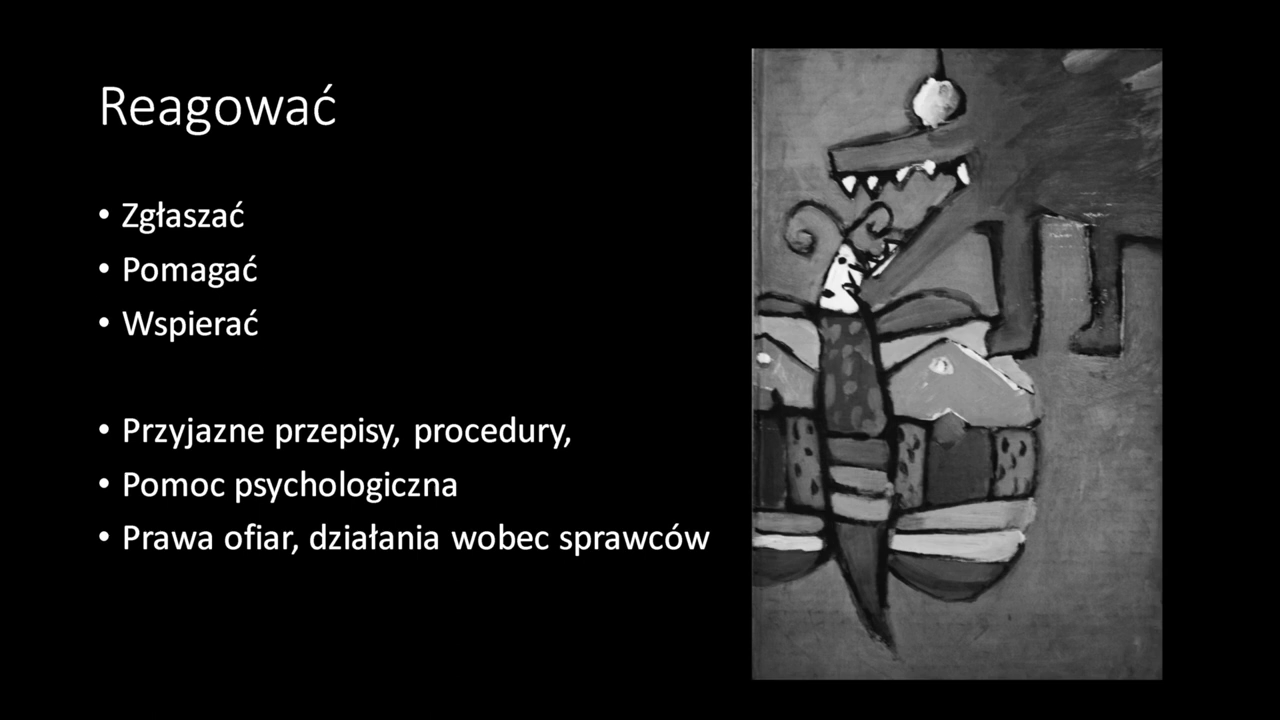 Reagować
• Zgłaszać
• Pomagać
• Wspierać
• Przyjazne przepisy, procedury,
• Pomoc psychologiczna
• Prawa ofiar, działania wobec sprawców